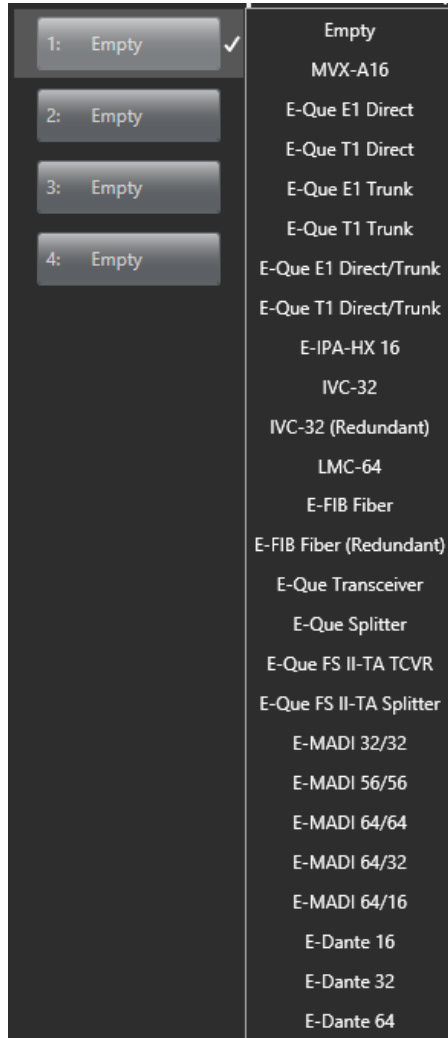 1: Empty
2: Empty
3: Empty
4: Empty
Empty
MVX-A16
E-Que E1 Direct
E-Que T1 Direct
E-Que E1 Trunk
E-Que T1 Trunk
E-Que E1 Direct/Trunk
E-Que T1 Direct/Trunk
E-IPA-HX 16
IVC-32
IVC-32 (Redundant)
LMC-64
E-FIB Fiber
E-FIB Fiber (Redundant)
E-Que Transceiver
E-Que Splitter
E-Que FS II-TA TCVR
E-Que FS II-TA Splitter
E-MADI 32/32
E-MADI 56/56
E-MADI 64/64
E-MADI 64/32
E-MADI 64/16
E-Dante 16
E-Dante 32
E-Dante 64